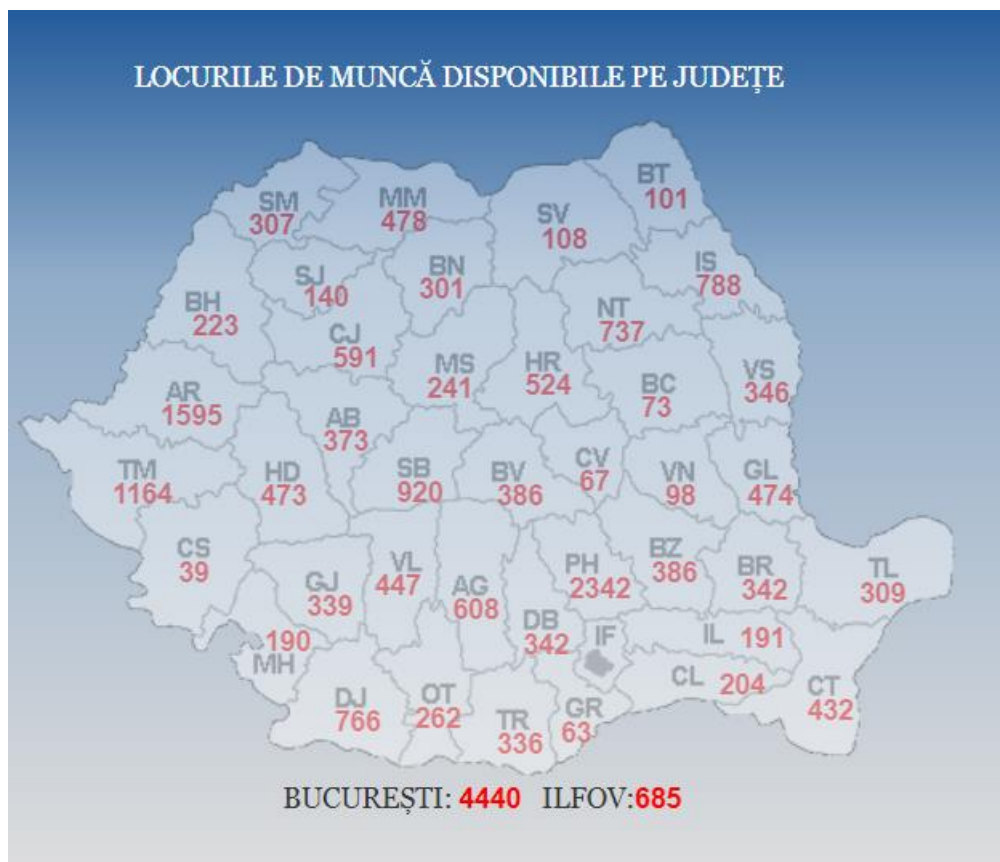 LOCURILE DE MUNCĂ DISPONIBILE PE JUDEȚE
BT
101
SM
307
MM
478
SV
108
IS
788
SJ
140
BN
301
BH
223
NT
737
CJ
591
MS
241
HR
524
BC
73
VS
346
AR
1595
AB
373
TM
1164
HD
473
SB
920
BV
386
CV
67
VN
98
GL
474
CS
39
GJ
339
VL
447
AG
608
PH
2342
BZ
386
BR
342
TL
309
190
MH
DB
342
IF
IL 191
CL 204
CT
432
DJ
766
OT
262
TR
336
GR
63
BUCUREȘTI: 4440 ILFOV:685